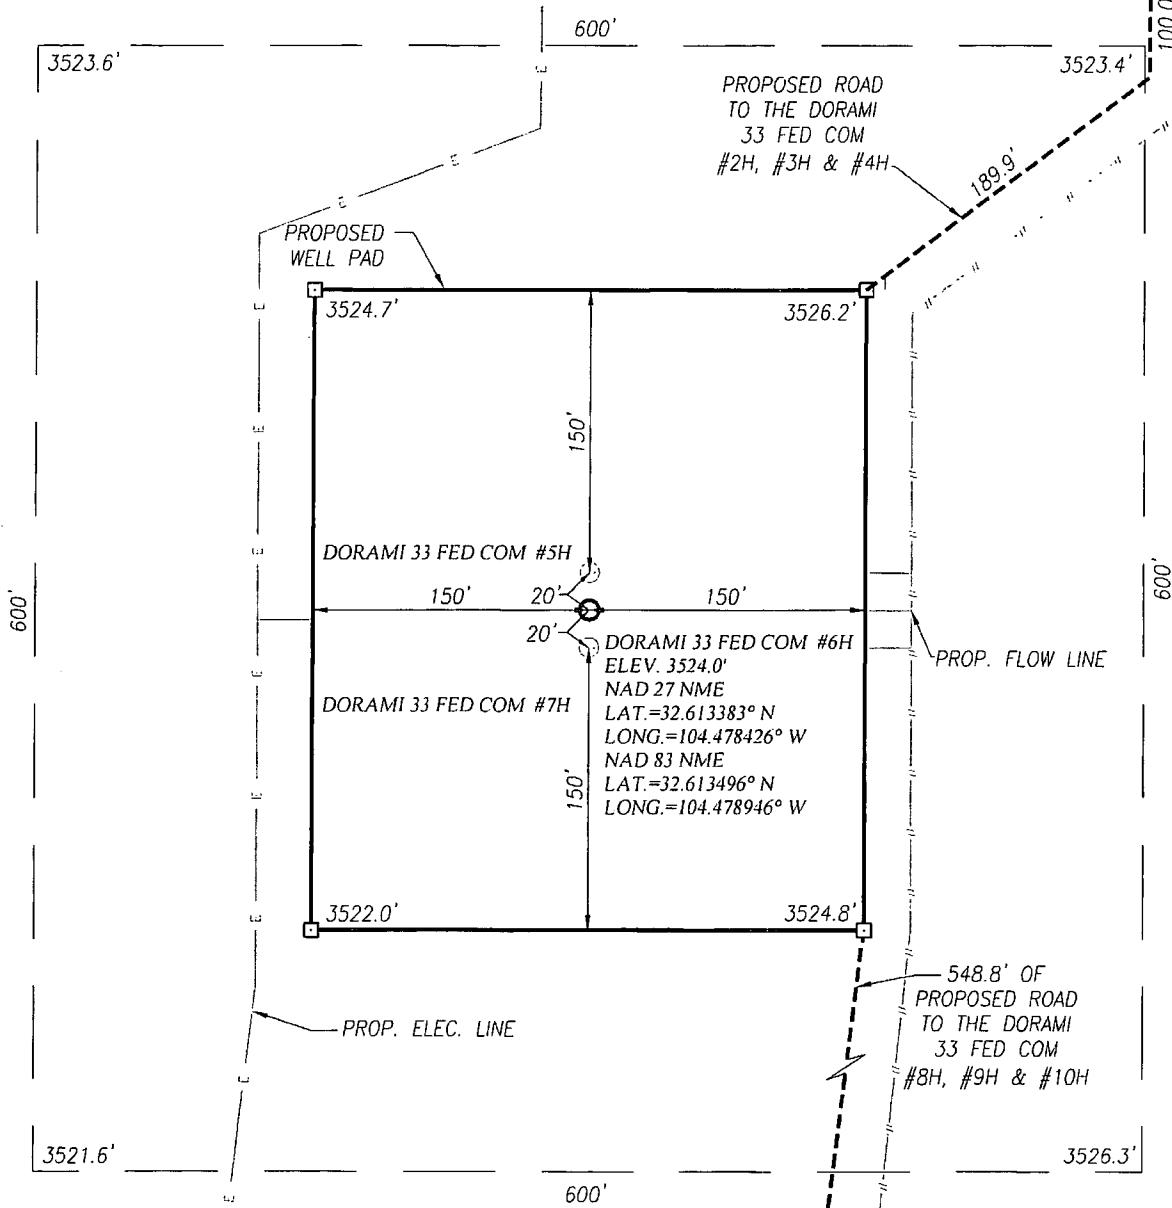 600'
100.0
3523.6'
3523.4'
PROPOSED ROAD
TO THE DORAMI
33 FED COM
#2H, #3H & #4H
189.9'
PROPOSED
WELL PAD
3524.7'
3526.2'
150'
DORAMI 33 FED COM #5H
600'
150'
20'
150'
600'
20'
DORAMI 33 FED COM #6H
ELEV. 3524.0'
NAD 27 NME
LAT.=32.613383° N
LONG.=104.478426° W
NAD 83 NME
LAT.=32.613496° N
LONG.=104.478946° W
PROP. FLOW LINE
DORAMI 33 FED COM #7H
150'
3522.0'
3524.8'
548.8' OF
PROPOSED ROAD
TO THE DORAMI
33 FED COM
#8H, #9H & #10H
PROP. ELEC. LINE
3521.6'
3526.3'
600'